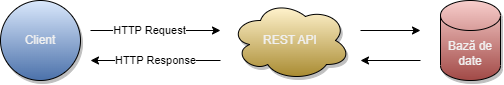 Client
HTTP Request
HTTP Response
REST API
Bază de
date